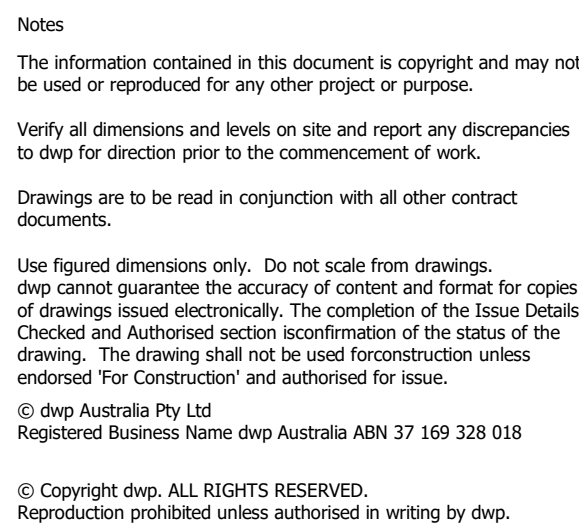 Notes
The information contained in this document is copyright and may not
be used or reproduced for any other project or purpose.
Verify all dimensions and levels on site and report any discrepancies
to dwp for direction prior to the commencement of work.
Drawings are to be read in conjunction with all other contract
documents.
Use figured dimensions only.  Do not scale from drawings.
dwp cannot guarantee the accuracy of content and format for copies
of drawings issued electronically. The completion of the Issue Details
Checked and Authorised section isconfirmation of the status of the
drawing.  The drawing shall not be used forconstruction unless
endorsed 'For Construction' and authorised for issue.
© dwp Australia Pty Ltd
Registered Business Name dwp Australia ABN 37 169 328 018
© Copyright dwp. ALL RIGHTS RESERVED.
Reproduction prohibited unless authorised in writing by dwp.